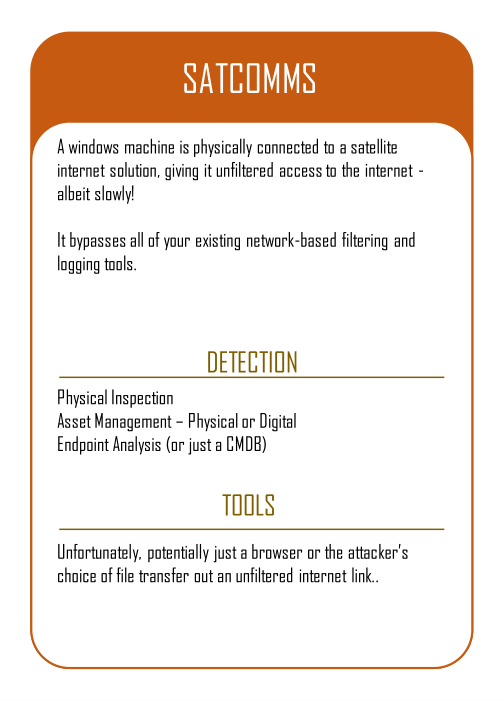 SATCOMMS
A windows machine is physically connected to a satellite
internet solution, giving it unfiltered access to the internet -
albeit slowly!
It bypasses all of your existing network-based filtering and
logging tools.
DETECTION
Physical Inspection
Asset Management – Physical or Digital
Endpoint Analysis (or just a CMDB)
TOOLS
Unfortunately, potentially just a browser or the attacker's
choice of file transfer out an unfiltered internet link..